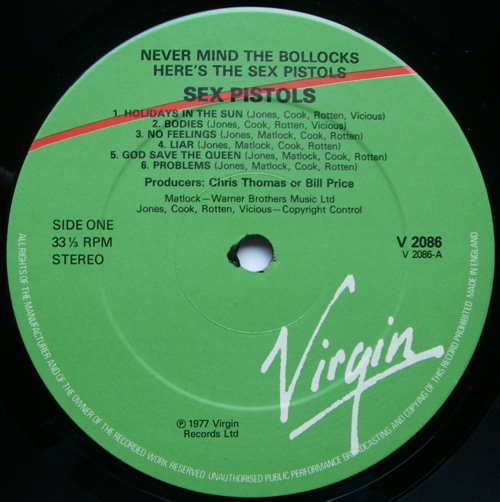 NEVER MIND THE BOLLOCKS
HERE'S THE SEX PISTOLS
SEX PISTOLS
1. HOLIDAYS IN THE SUN (Jones, Cook, Rotten, Vicious)
2. BODIES (Jones, Cook, Rotten, Vicious)
3. NO FEELINGS (Jones, Matlock, Cook, Rotten)
4. LIAR (Jones, Matlock, Cook, Rotten)
5. GOD SAVE THE QUEEN (Jones, Matlock, Cook, Rotten)
6. PROBLEMS (Jones, Matlock, Cook, Rotten)
Producers: Chris Thomas or Bill Price
Matlock—Warner Brothers Music Ltd
Jones, Cook, Rotten, Vicious—Copyright Control
SIDE ONE
33⅓ RPM
STEREO
V 2086
V 2086-A
Virgin
℗ 1977 Virgin
Records Ltd
ALL RIGHTS OF THE MANUFACTURER AND OF THE OWNER OF THE RECORDED WORK RESERVED UNAUTHORISED PUBLIC PERFORMANCE BROADCASTING AND COPYING OF THIS RECORD PROHIBITED MADE IN ENGLAND